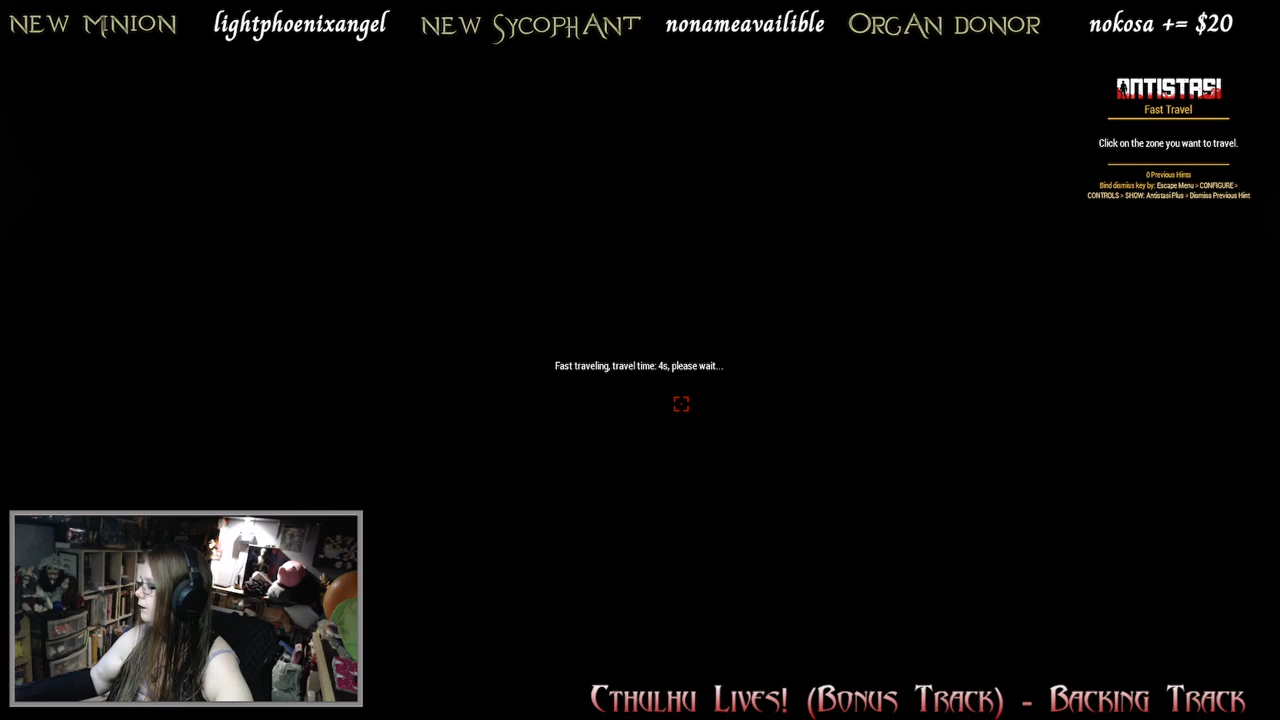 NEW MINION lightphoenixangel NEW SYCOPHANT nonameavailible ORGAN DONOR nokosa += $20
ANTISTASI
Fast Travel
Click on the zone you want to travel.
0 Previous Hints
Bind dismiss key by: Escape Menu > CONFIGURE >
CONTROLS > SHOW: Antistasi Plus > Dismiss Previous Hint
Fast traveling, travel time: 4s, please wait...
CTHULHU LIVES! (BONUS TRACK) - BACKING TRACK